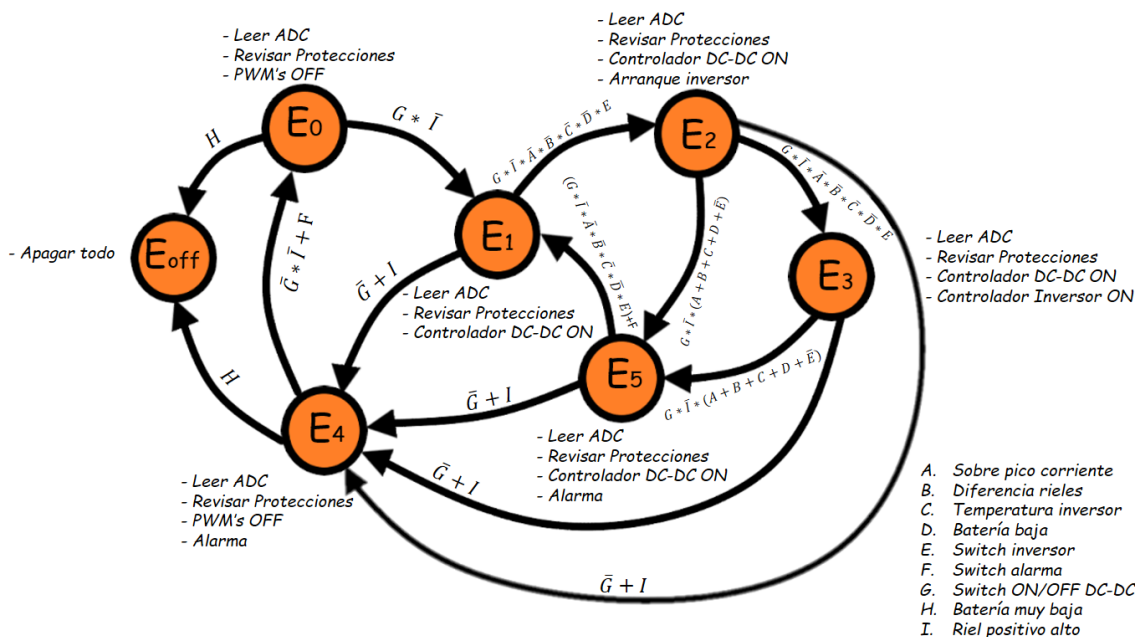 - Leer ADC
- Revisar Protecciones
- PWM's OFF
- Leer ADC
- Revisar Protecciones
- Controlador DC-DC ON
- Arranque inversor
E0
H
G * Ī
G * Ī * Ā * B̄ * C̄ * D̄ * E
E2
G * Ī * Ā * B̄ * C̄ * D̄ * E
- Apagar todo
Eoff
Ḡ * Ī + F
E1
(G * Ī * Ā * B̄ * C̄ * D̄ * E)+F
G * Ī * (A + B + C + D + Ē)
E3
- Leer ADC
- Revisar Protecciones
- Controlador DC-DC ON
- Controlador Inversor ON
Ḡ + I
- Leer ADC
- Revisar Protecciones
- Controlador DC-DC ON
H
E4
Ḡ + I
E5
G * Ī * (A + B + C + D + Ē)
- Leer ADC
- Revisar Protecciones
- Controlador DC-DC ON
- Alarma
- Leer ADC
- Revisar Protecciones
- PWM's OFF
- Alarma
Ḡ + I
Ḡ + I
A. Sobre pico corriente
B. Diferencia rieles
C. Temperatura inversor
D. Batería baja
E. Switch inversor
F. Switch alarma
G. Switch ON/OFF DC-DC
H. Batería muy baja
I. Riel positivo alto